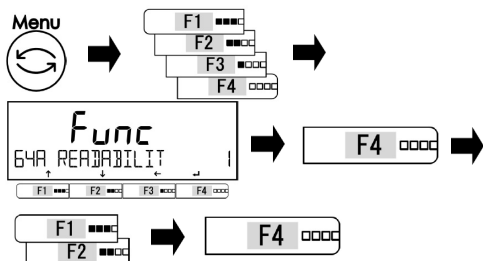 Menu
F1
F2
F3
F4
Func
64A READABILIT 1
F1 F2 F3 F4
F4
F1
F2
F4